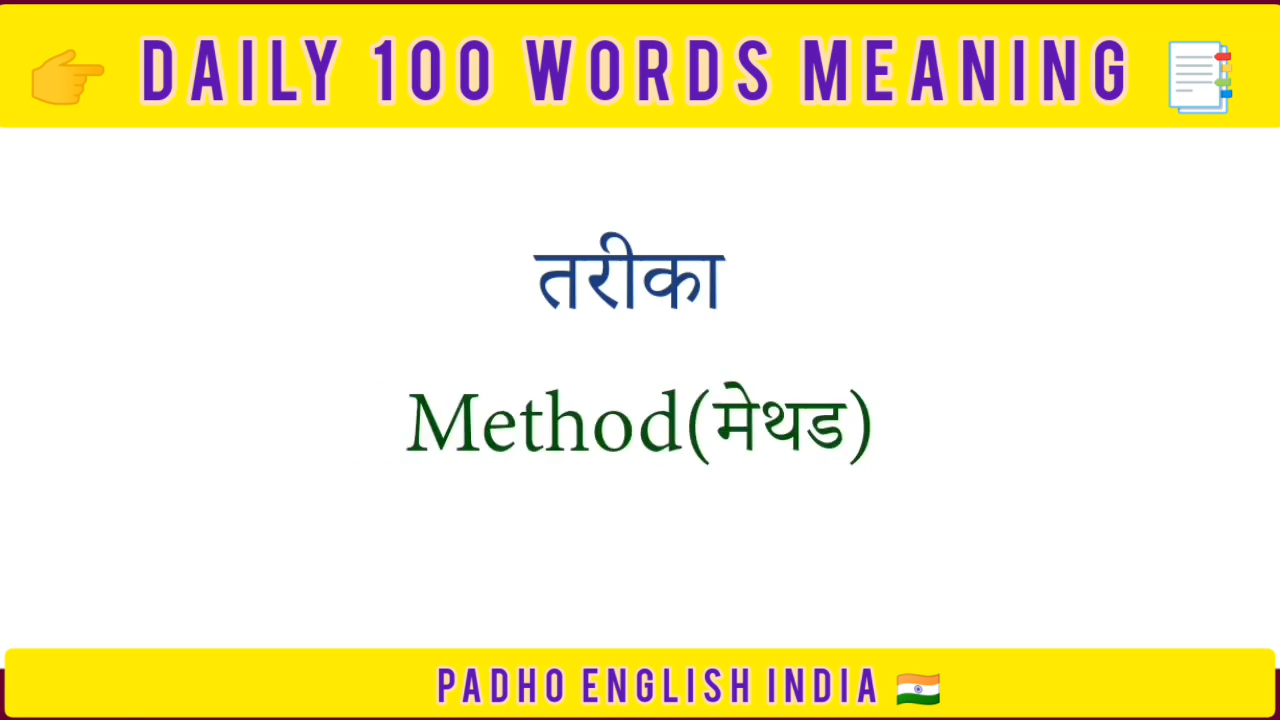 👉 DAILY 100 WORDS MEANING 📑
तरीका
Method(मेथड)
PADHO ENGLISH INDIA 🇮🇳